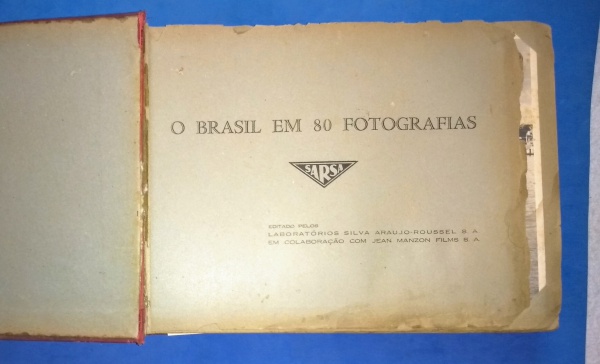 O BRASIL EM 80 FOTOGRAFIAS
SARSA
EDITADO PELOS
LABORATÓRIOS SILVA ARAUJO-ROUSSEL S. A.
EM COLABORAÇÃO COM JEAN MANZON FILMS S. A.